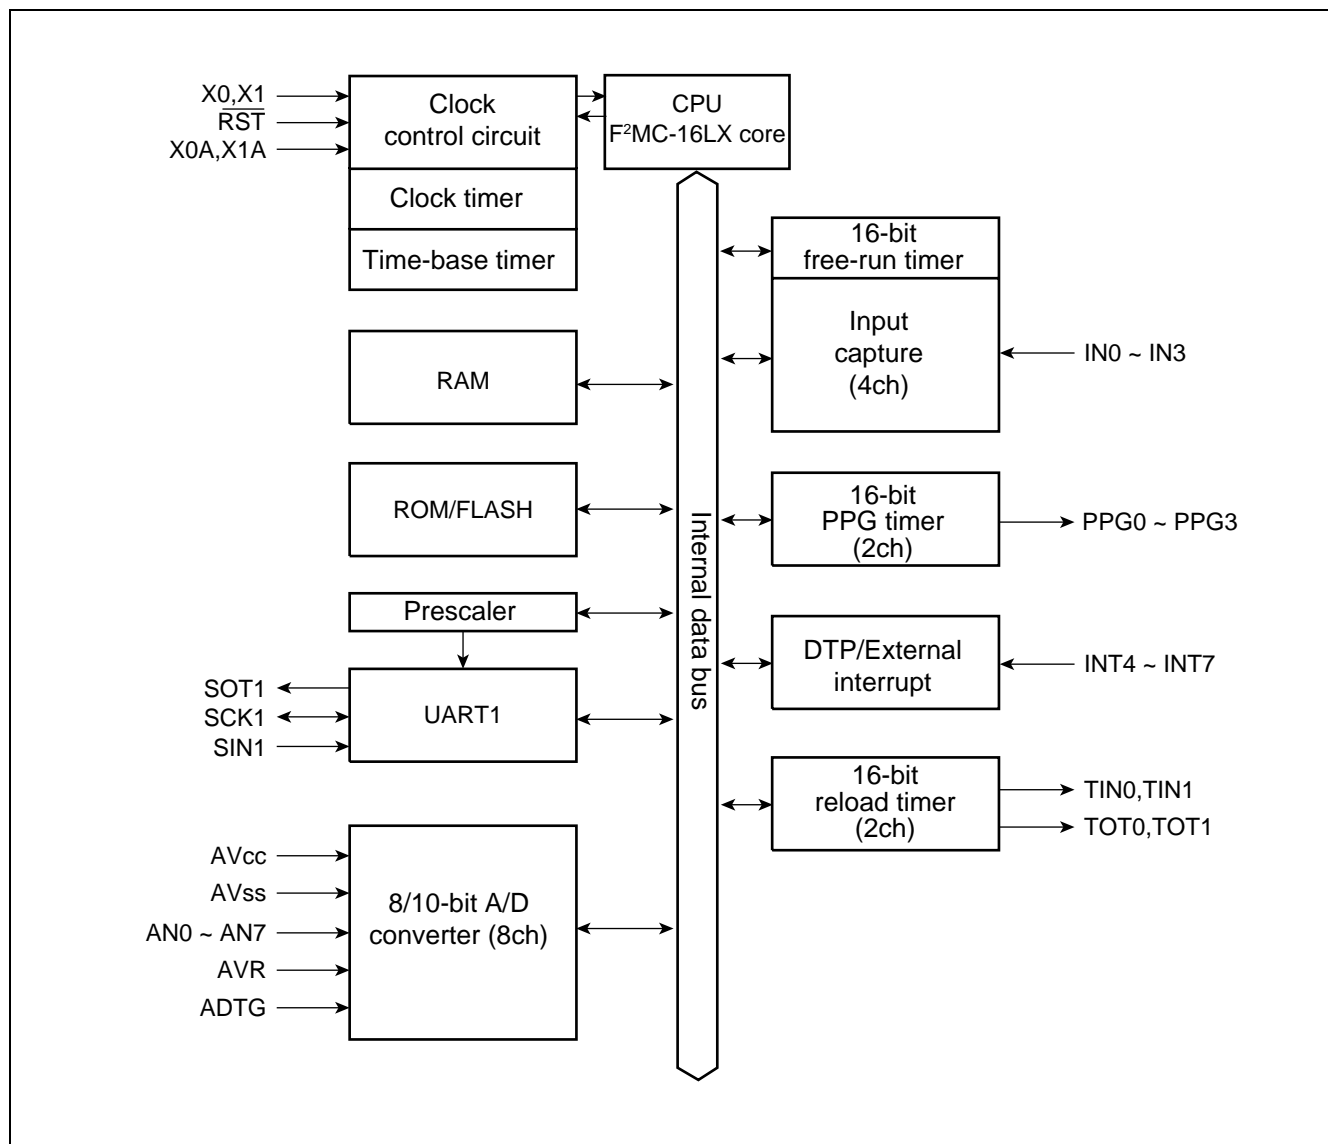 X0,X1
RST
X0A,X1A
Clock
control circuit
Clock timer
Time-base timer
CPU
F²MC-16LX core
RAM
ROM/FLASH
Prescaler
UART1
SOT1
SCK1
SIN1
AVcc
AVss
AN0 ~ AN7
AVR
ADTG
8/10-bit A/D
converter (8ch)
Internal data bus
16-bit
free-run timer
Input
capture
(4ch)
IN0 ~ IN3
16-bit
PPG timer
(2ch)
PPG0 ~ PPG3
DTP/External
interrupt
INT4 ~ INT7
16-bit
reload timer
(2ch)
TIN0,TIN1
TOT0,TOT1